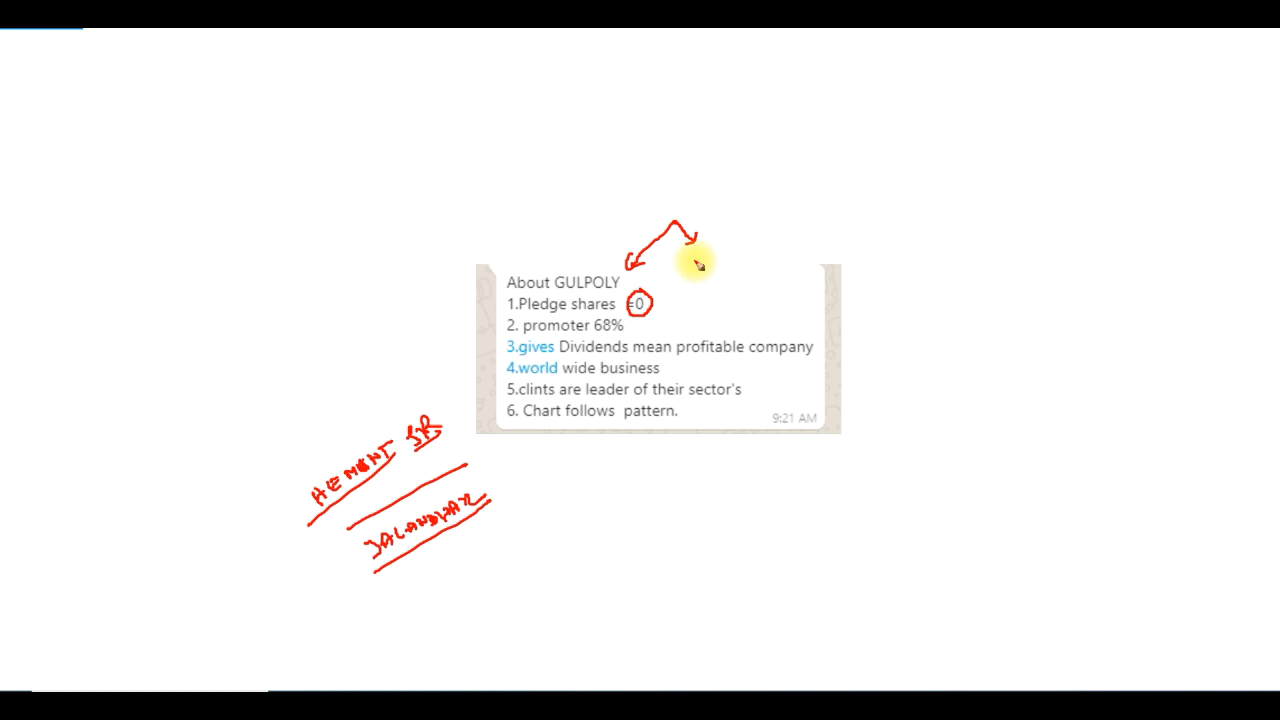 About GULPOLY
1.Pledge shares =0
2. promoter 68%
3.gives Dividends mean profitable company
4.world wide business
5.clints are leader of their sector's
6. Chart follows pattern.
9:21 AM
HEMENT SIR
JALANDHAR